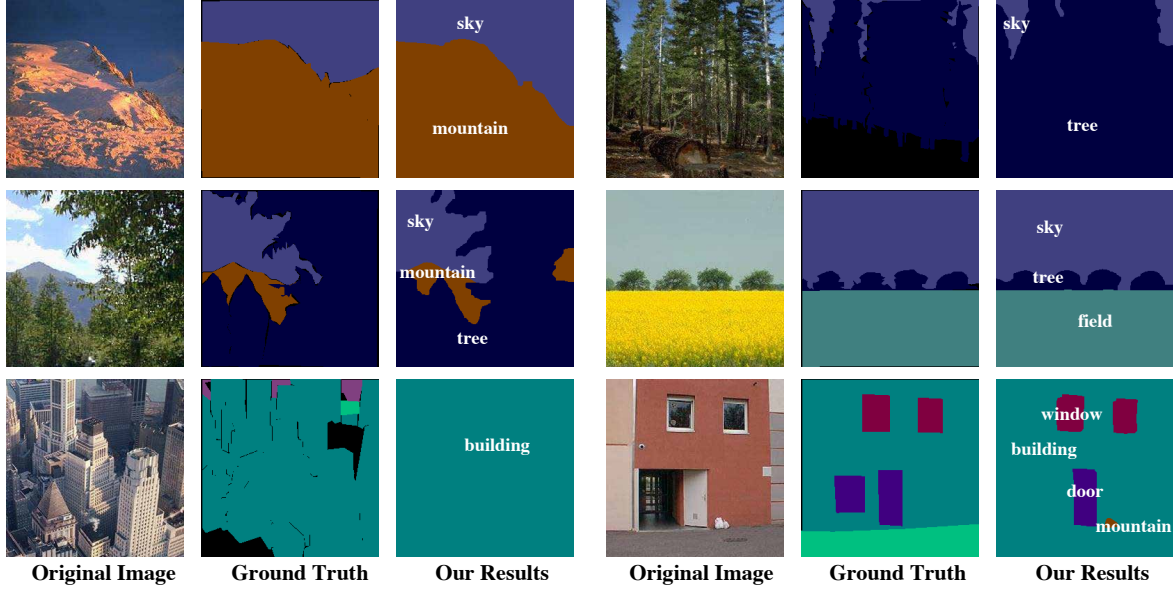 sky
mountain
sky
tree
sky
mountain
tree
sky
tree
field
building
window
building
door
mountain
Original Image
Ground Truth
Our Results
Original Image
Ground Truth
Our Results